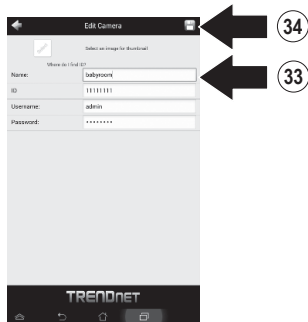 Edit Camera
34
Select an image for thumbnail
Where do I find ID?
Name: babyroom
33
ID 11111111
Username: admin
Password: ••••••••
TRENDNET